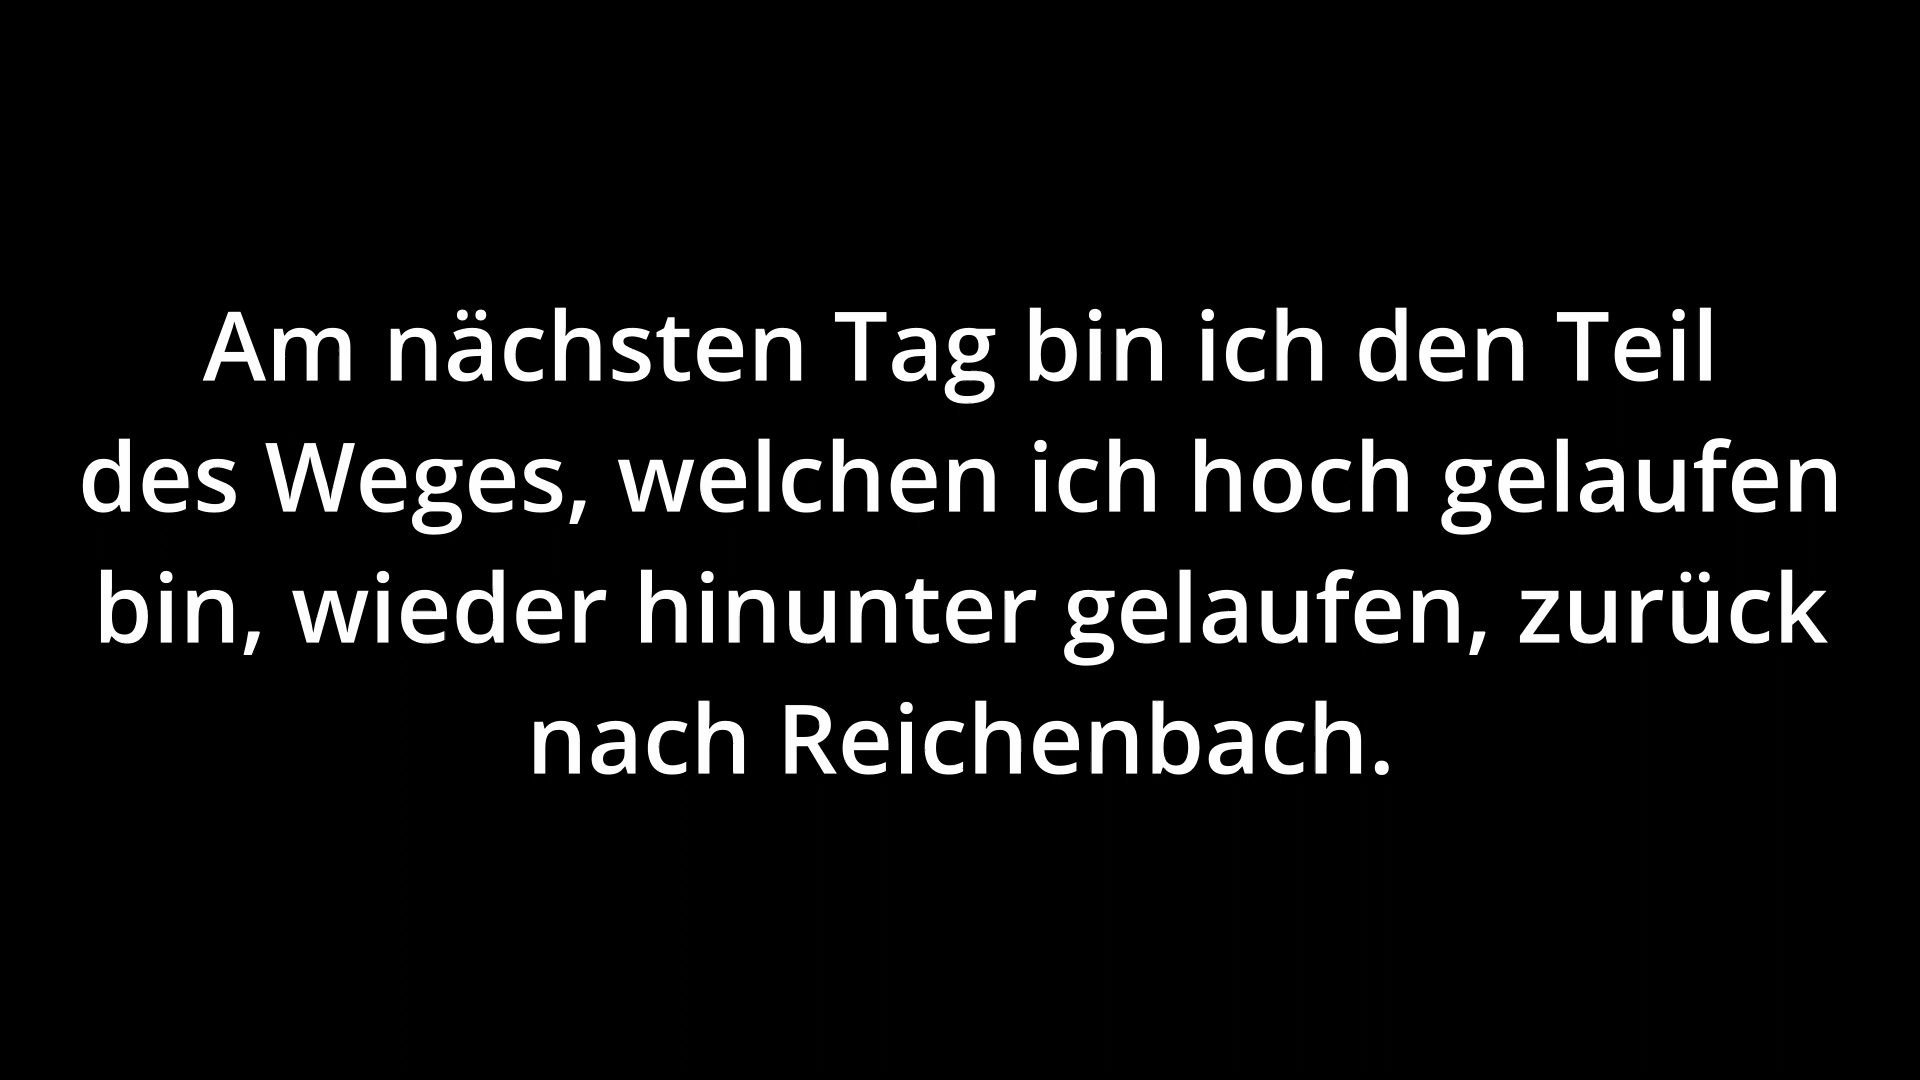 Am nächsten Tag bin ich den Teil
des Weges, welchen ich hoch gelaufen
bin, wieder hinunter gelaufen, zurück
nach Reichenbach.